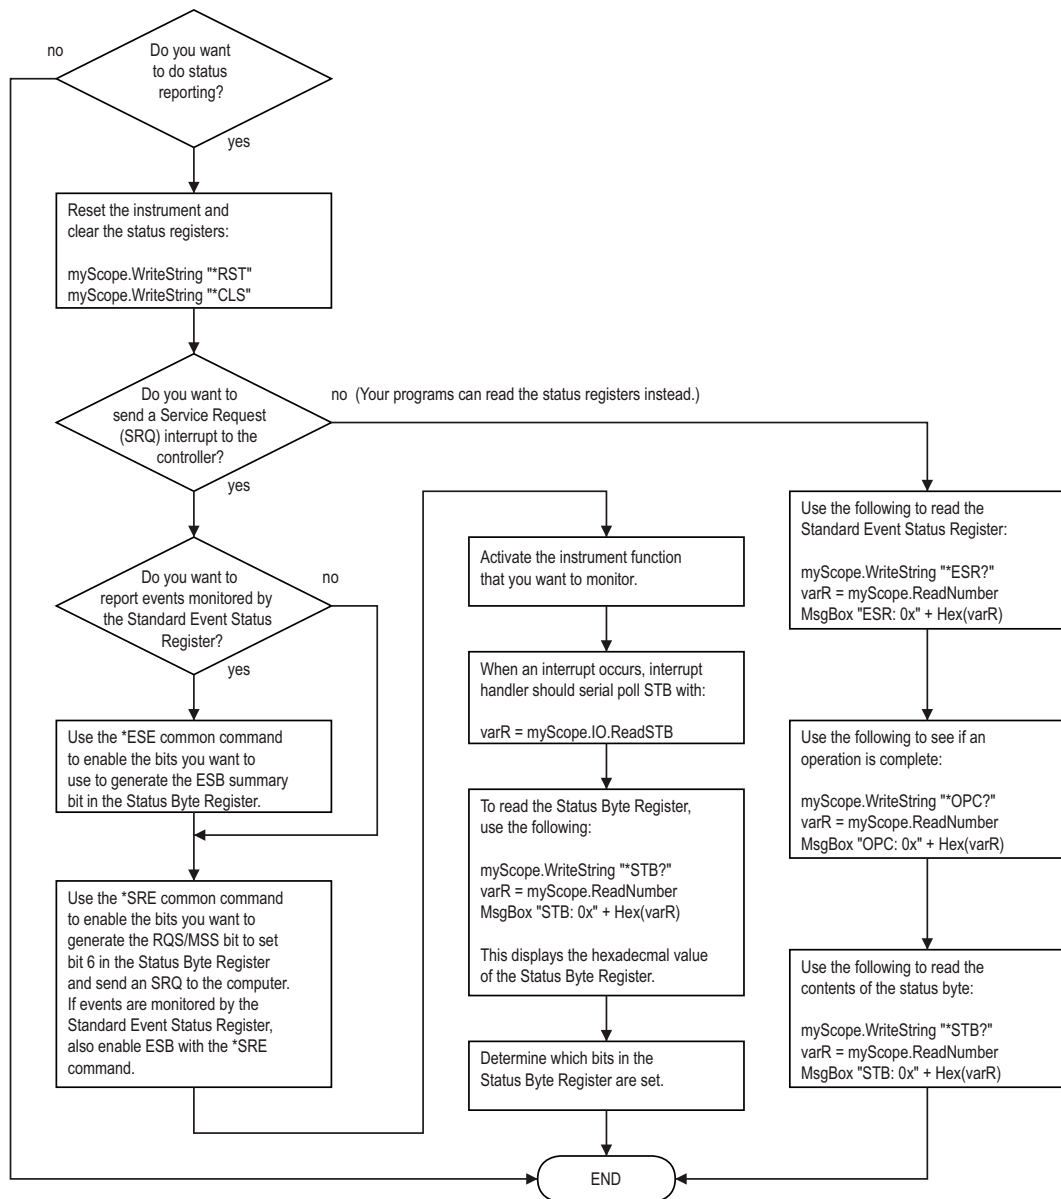 Do you want
to do status
reporting?
no
yes
Reset the instrument and
clear the status registers:
myScope.WriteString "*RST"
myScope.WriteString "*CLS"
Do you want to
send a Service Request
(SRQ) interrupt to the
controller?
no (Your programs can read the status registers instead.)
yes
Do you want to
report events monitored by
the Standard Event Status
Register?
no
yes
Use the *ESE common command
to enable the bits you want to
use to generate the ESB summary
bit in the Status Byte Register.
Use the *SRE common command
to enable the bits you want to
generate the RQS/MSS bit to set
bit 6 in the Status Byte Register
and send an SRQ to the computer.
If events are monitored by the
Standard Event Status Register,
also enable ESB with the *SRE
command.
Activate the instrument function
that you want to monitor.
When an interrupt occurs, interrupt
handler should serial poll STB with:
varR = myScope.IO.ReadSTB
To read the Status Byte Register,
use the following:
myScope.WriteString "*STB?"
varR = myScope.ReadNumber
MsgBox "STB: 0x" + Hex(varR)
This displays the hexadecmal value
of the Status Byte Register.
Determine which bits in the
Status Byte Register are set.
Use the following to read the
Standard Event Status Register:
myScope.WriteString "*ESR?"
varR = myScope.ReadNumber
MsgBox "ESR: 0x" + Hex(varR)
Use the following to see if an
operation is complete:
myScope.WriteString "*OPC?"
varR = myScope.ReadNumber
MsgBox "OPC: 0x" + Hex(varR)
Use the following to read the
contents of the status byte:
myScope.WriteString "*STB?"
varR = myScope.ReadNumber
MsgBox "STB: 0x" + Hex(varR)
END